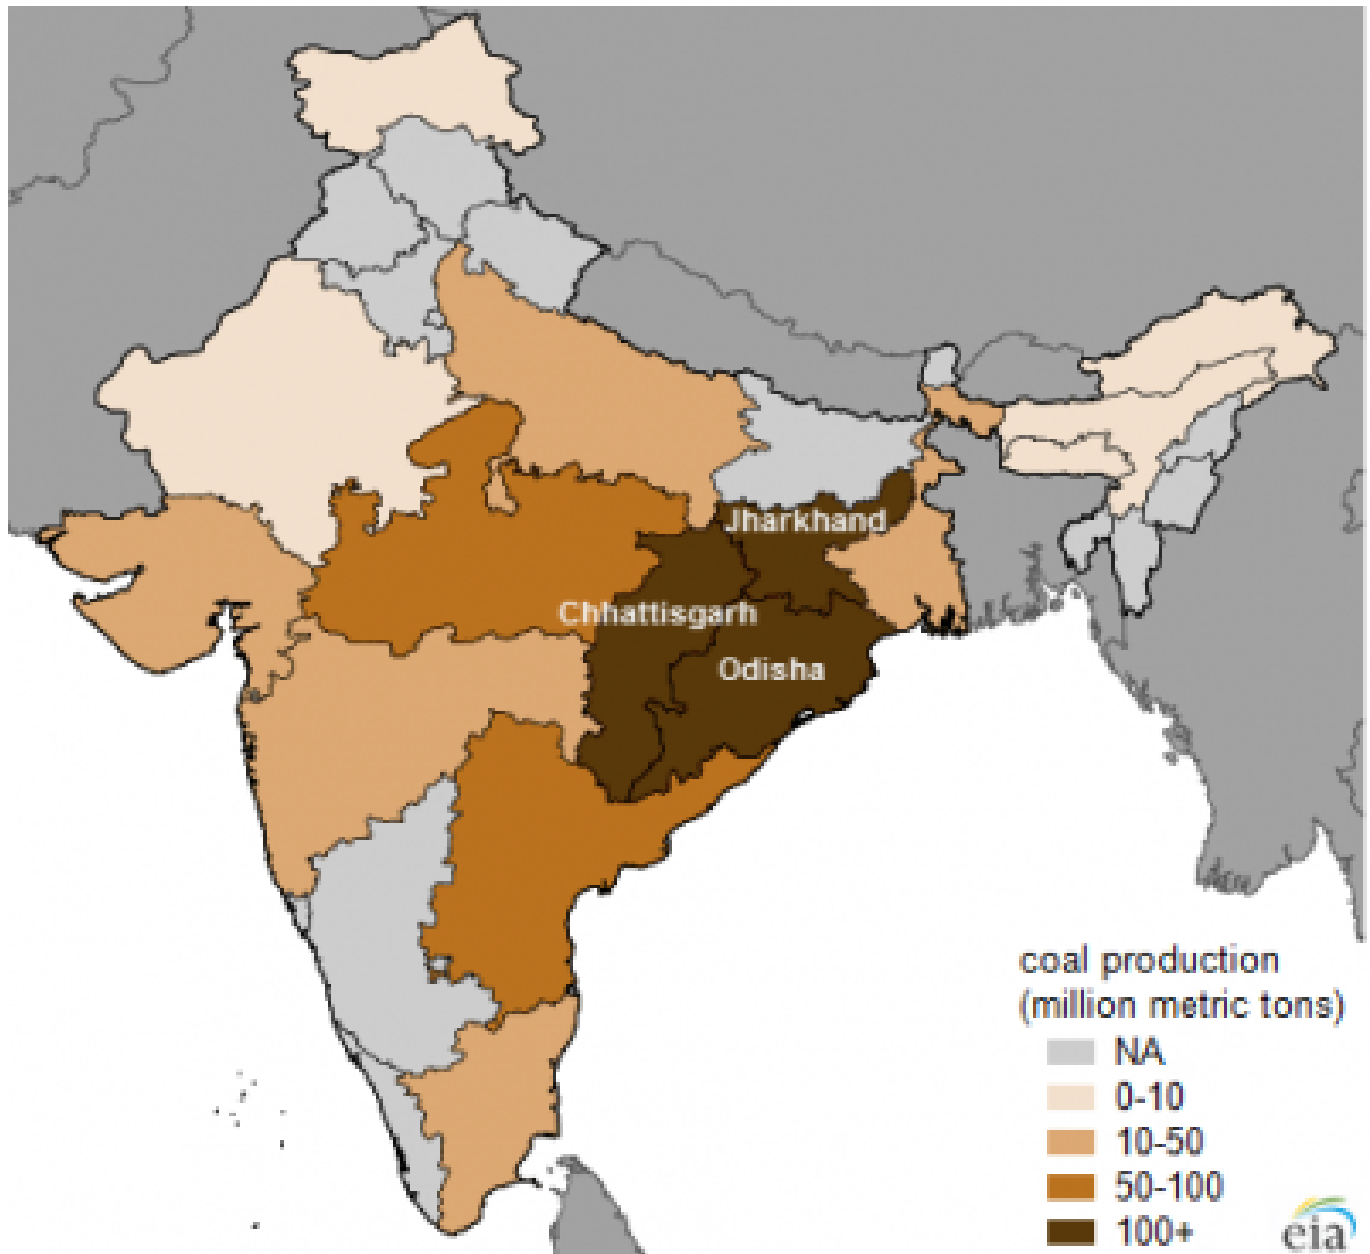 Jharkhand
Chhattisgarh
Odisha
coal production
(million metric tons)
NA
0-10
10-50
50-100
100+
eia